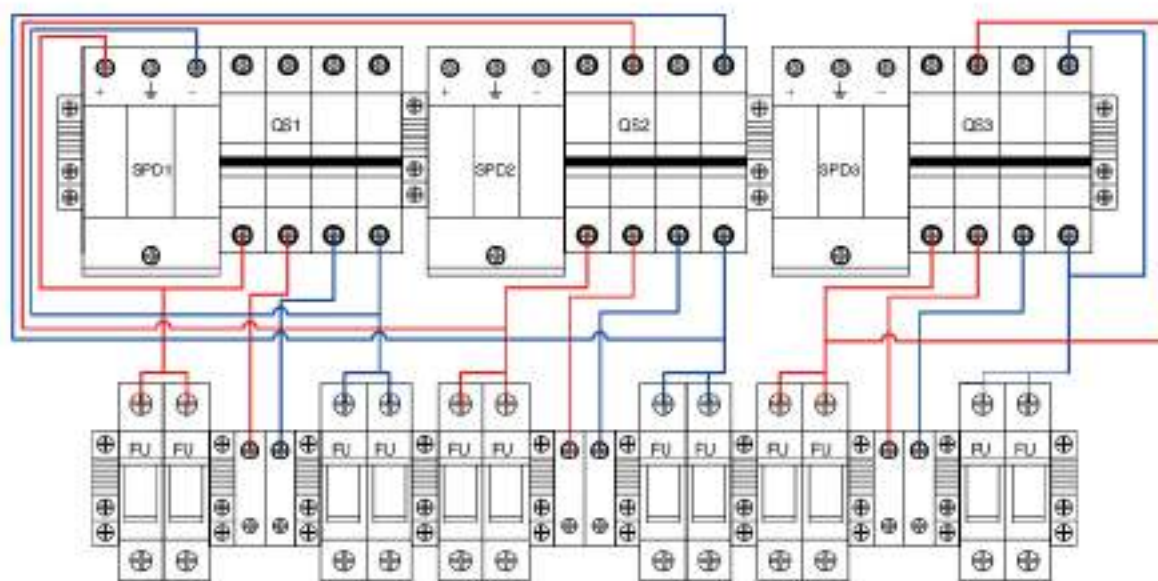 + - + - + -
QS1 QS2 QS3
SPD1 SPD2 SPD3
FU FU FU FU FU FU FU FU FU FU FU FU